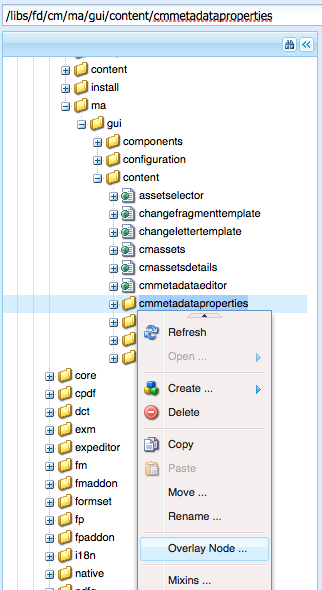 /libs/fd/cm/ma/gui/content/cmmetadataproperties
content
install
ma
gui
components
configuration
content
assetselector
changefragmenttemplate
changelettertemplate
cmassets
cmassetsdetails
cmmetadataeditor
cmmetadataproperties
Refresh
Open ...
Create ...
Delete
Copy
Paste
Move ...
Rename ...
Overlay Node ...
Mixins ...
core
cpdf
dct
exm
expeditor
fm
fmaddon
formset
fp
fpaddon
i18n
native